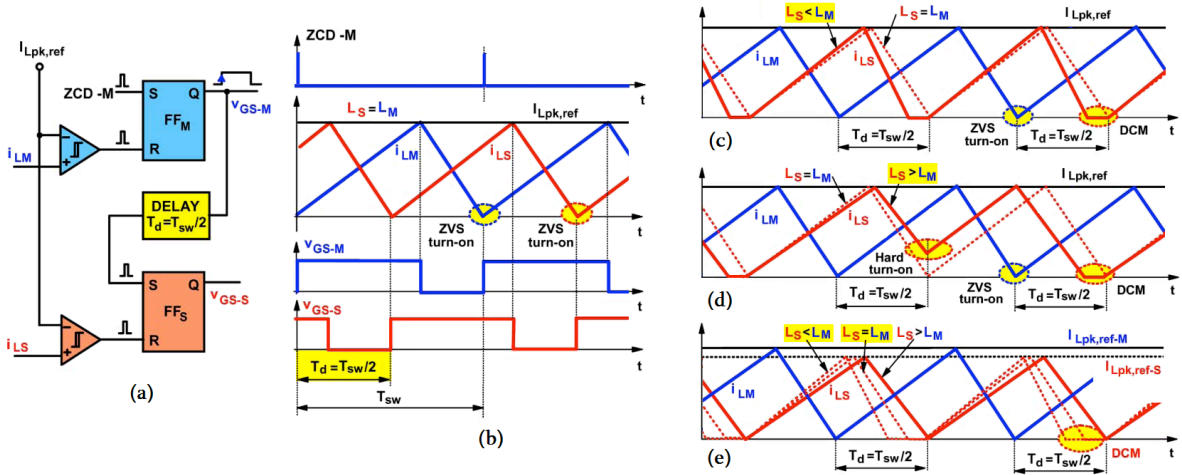 I_Lpk,ref
ZCD -M
S
Q
FF_M
R
v_GS-M
i_LM
−
+
DELAY
T_d=T_sw/2
S
Q
FF_S
R
v_GS-S
i_LS
−
+
(a)
ZCD -M
t
L_S=L_M
I_Lpk,ref
i_LM
i_LS
ZVS
turn-on
ZVS
turn-on
t
v_GS-M
t
v_GS-S
t
T_d=T_sw/2
T_sw
(b)
L_S<L_M
L_S=L_M
I_Lpk,ref
i_LM
i_LS
T_d=T_sw/2
ZVS
turn-on
T_d=T_sw/2
DCM
t
(c)
L_S=L_M
L_S>L_M
I_Lpk,ref
i_LM
i_LS
Hard
turn-on
T_d=T_sw/2
ZVS
turn-on
T_d=T_sw/2
DCM
t
(d)
L_S<L_M
L_S=L_M
L_S>L_M
I_Lpk,ref-M
I_Lpk,ref-S
i_LM
i_LS
T_d=T_sw/2
T_d=T_sw/2
DCM
t
(e)